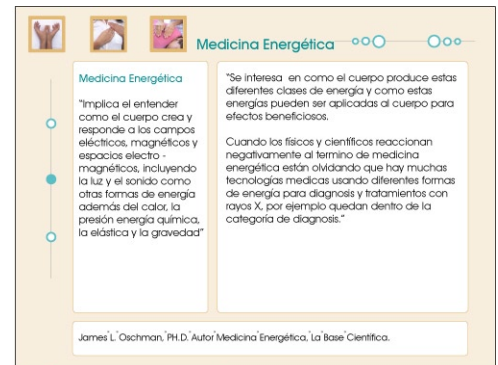 Medicina Energética
Medicina Energética
"Implica el entender
como el cuerpo crea y
responde a los campos
eléctricos, magnéticos y
espacios electro -
magnéticos, incluyendo
la luz y el sonido como
otras formas de energía
además del calor, la
presión energía química,
la elástica y la gravedad"
"Se interesa en como el cuerpo produce estas
diferentes clases de energía y como estas
energías pueden ser aplicadas al cuerpo para
efectos beneficiosos.
Cuando los físicos y científicos reaccionan
negativamente al termino de medicina
energética están olvidando que hay muchas
tecnologías medicas usando diferentes formas
de energía para diagnosis y tratamientos con
rayos X, por ejemplo quedan dentro de la
categoría de diagnosis."
James L. Oschman, PH.D. Autor Medicina Energética, La Base Científica.